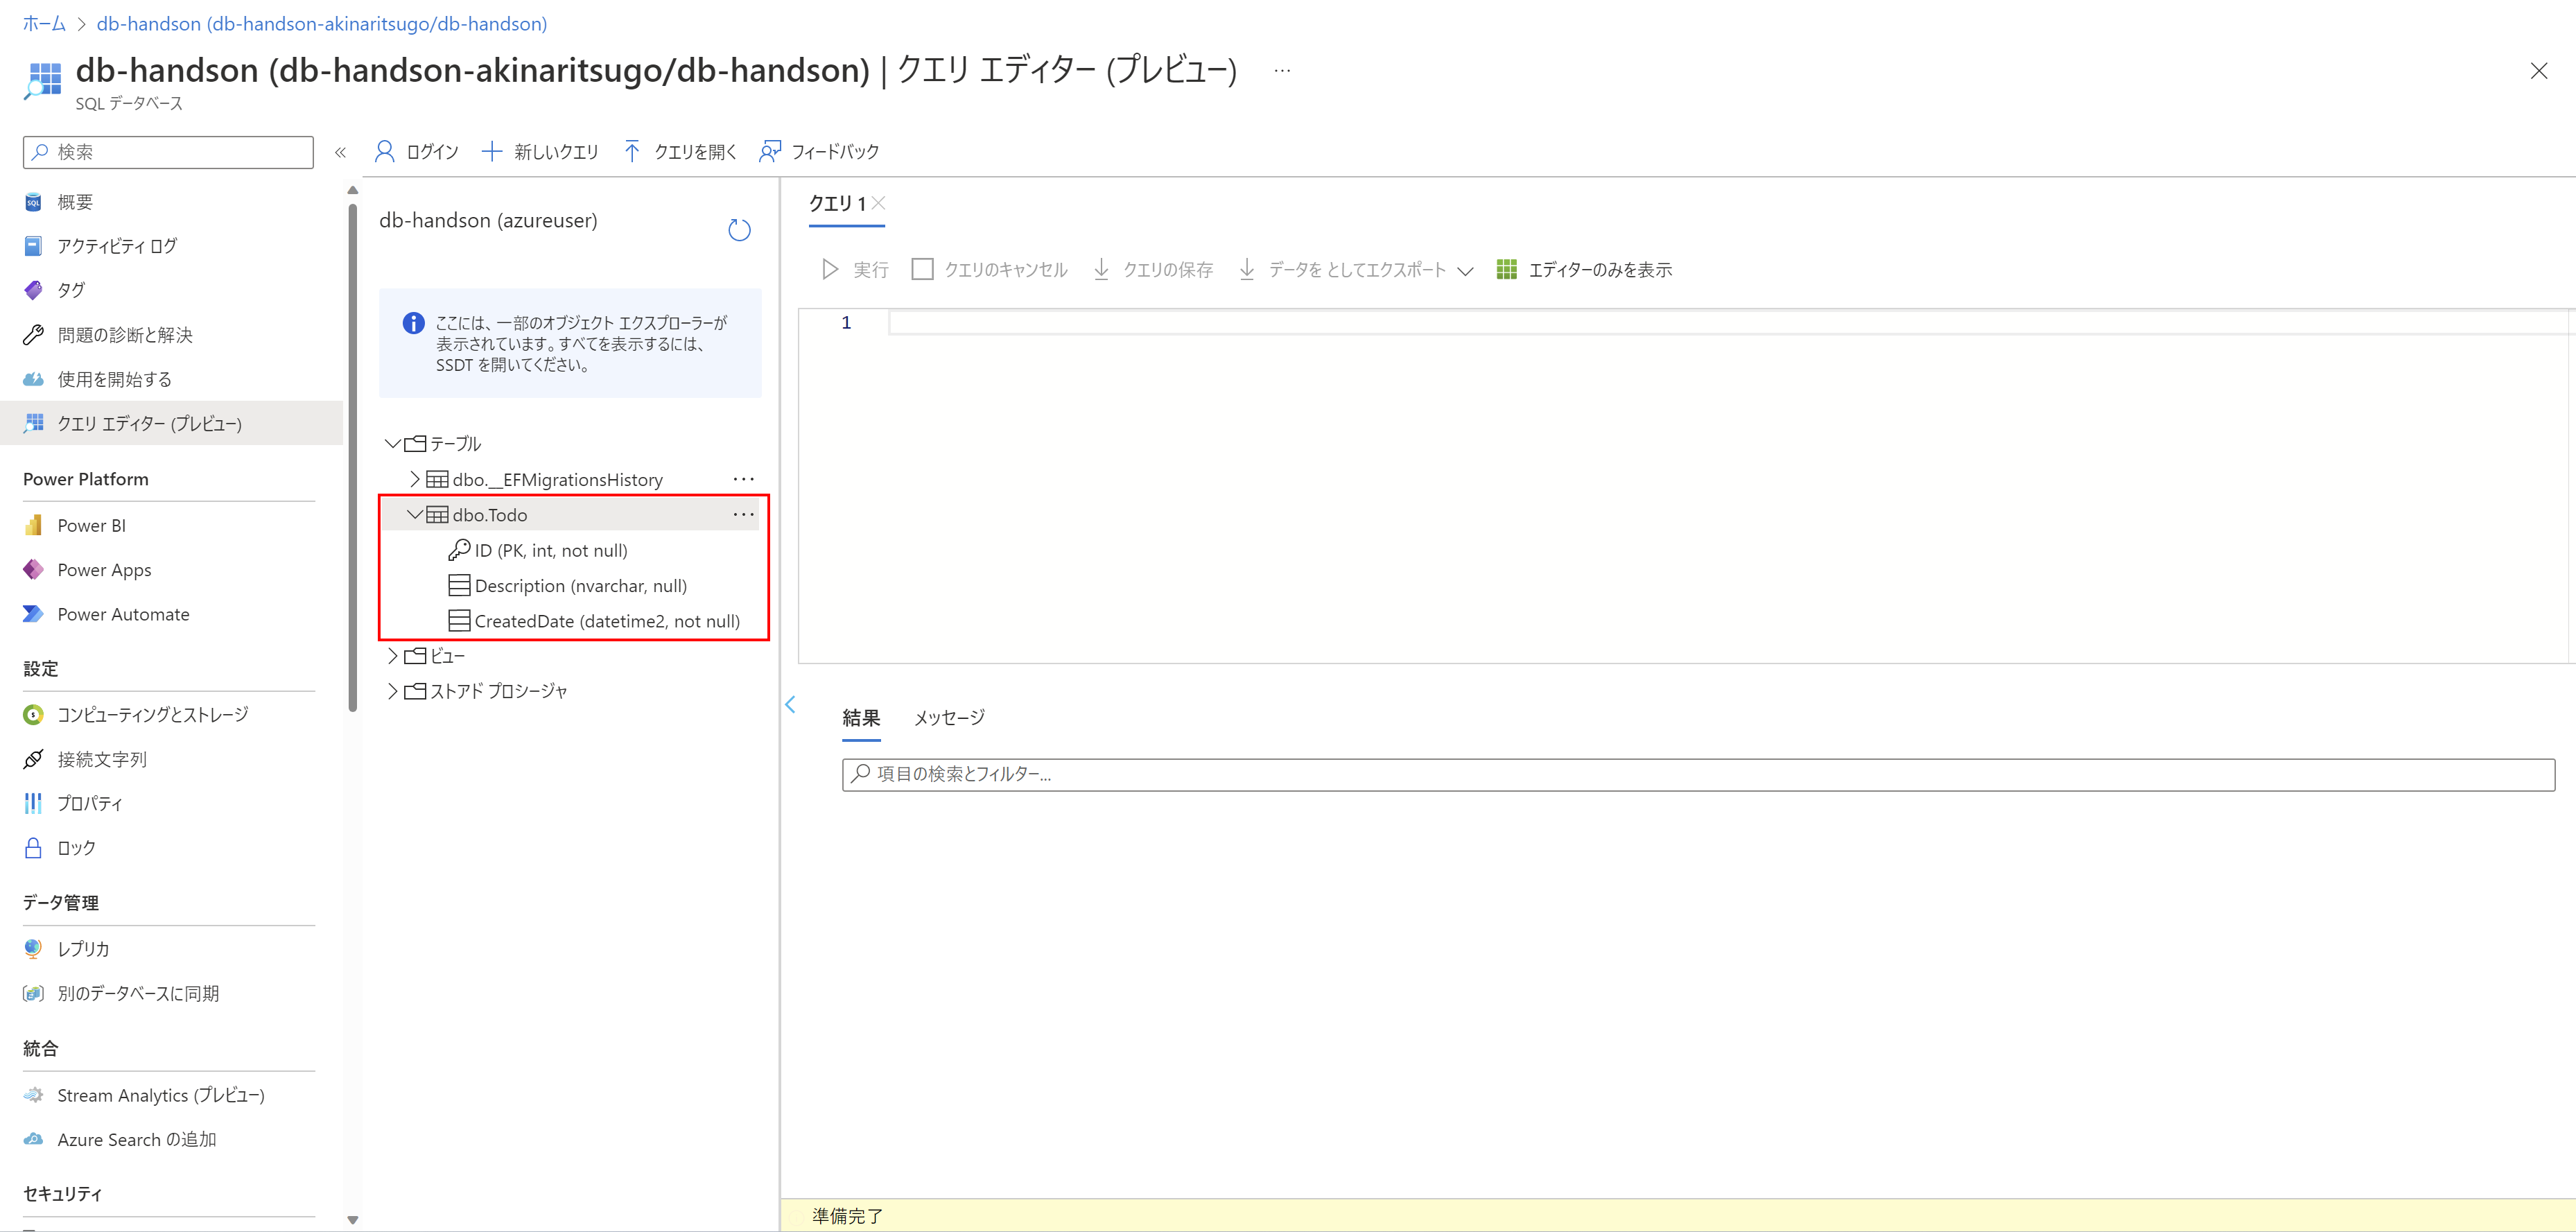 ホーム > db-handson (db-handson-akinaritsugo/db-handson)
db-handson (db-handson-akinaritsugo/db-handson) | クエリ エディター (プレビュー) ...
SQL データベース
検索
ログイン
新しいクエリ
クエリを開く
フィードバック
概要
アクティビティ ログ
タグ
問題の診断と解決
使用を開始する
クエリ エディター (プレビュー)
Power Platform
Power BI
Power Apps
Power Automate
設定
コンピューティングとストレージ
接続文字列
プロパティ
ロック
データ管理
レプリカ
別のデータベースに同期
統合
Stream Analytics (プレビュー)
Azure Search の追加
セキュリティ
db-handson (azureuser)
ここには、一部のオブジェクト エクスプローラーが
表示されています。すべてを表示するには、
SSDT を開いてください。
テーブル
dbo.__EFMigrationsHistory ...
dbo.Todo ...
ID (PK, int, not null)
Description (nvarchar, null)
CreatedDate (datetime2, not null)
ビュー
ストアド プロシージャ
クエリ 1
実行
クエリのキャンセル
クエリの保存
データを としてエクスポート
エディターのみを表示
1
結果
メッセージ
項目の検索とフィルター...
準備完了